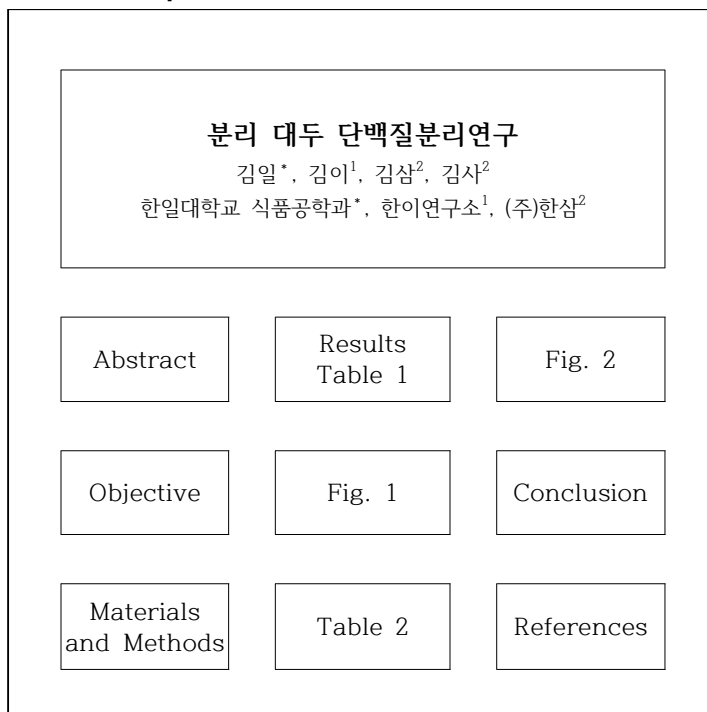 분리 대두 단백질분리연구
김일*, 김이1, 김삼2, 김사2
한일대학교 식품공학과*, 한이연구소1, (주)한삼2
Abstract
Objective
Materials
and Methods
Results
Table 1
Fig. 1
Table 2
Fig. 2
Conclusion
References